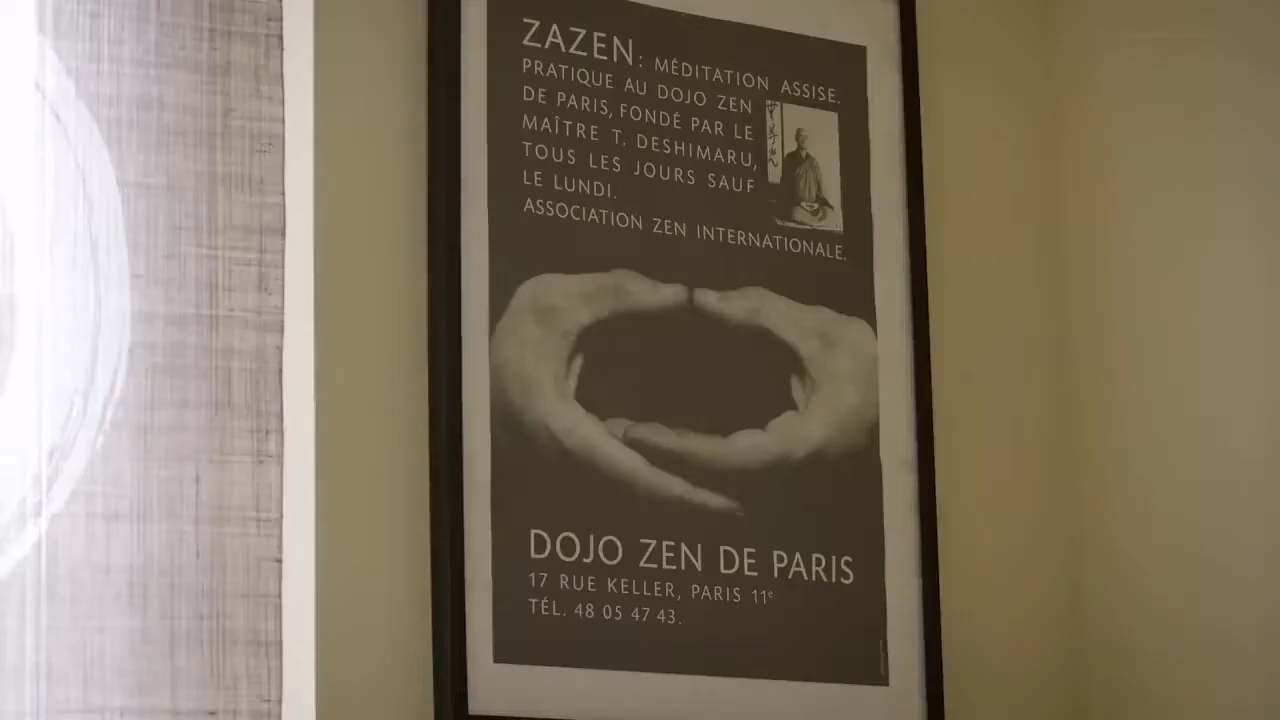 ZAZEN: MÉDITATION ASSISE.
PRATIQUE AU DOJO ZEN
DE PARIS, FONDÉ PAR LE
MAÎTRE T. DESHIMARU,
TOUS LES JOURS SAUF
LE LUNDI.
ASSOCIATION ZEN INTERNATIONALE.
DOJO ZEN DE PARIS
17 RUE KELLER, PARIS 11e
TÉL. 48 05 47 43.